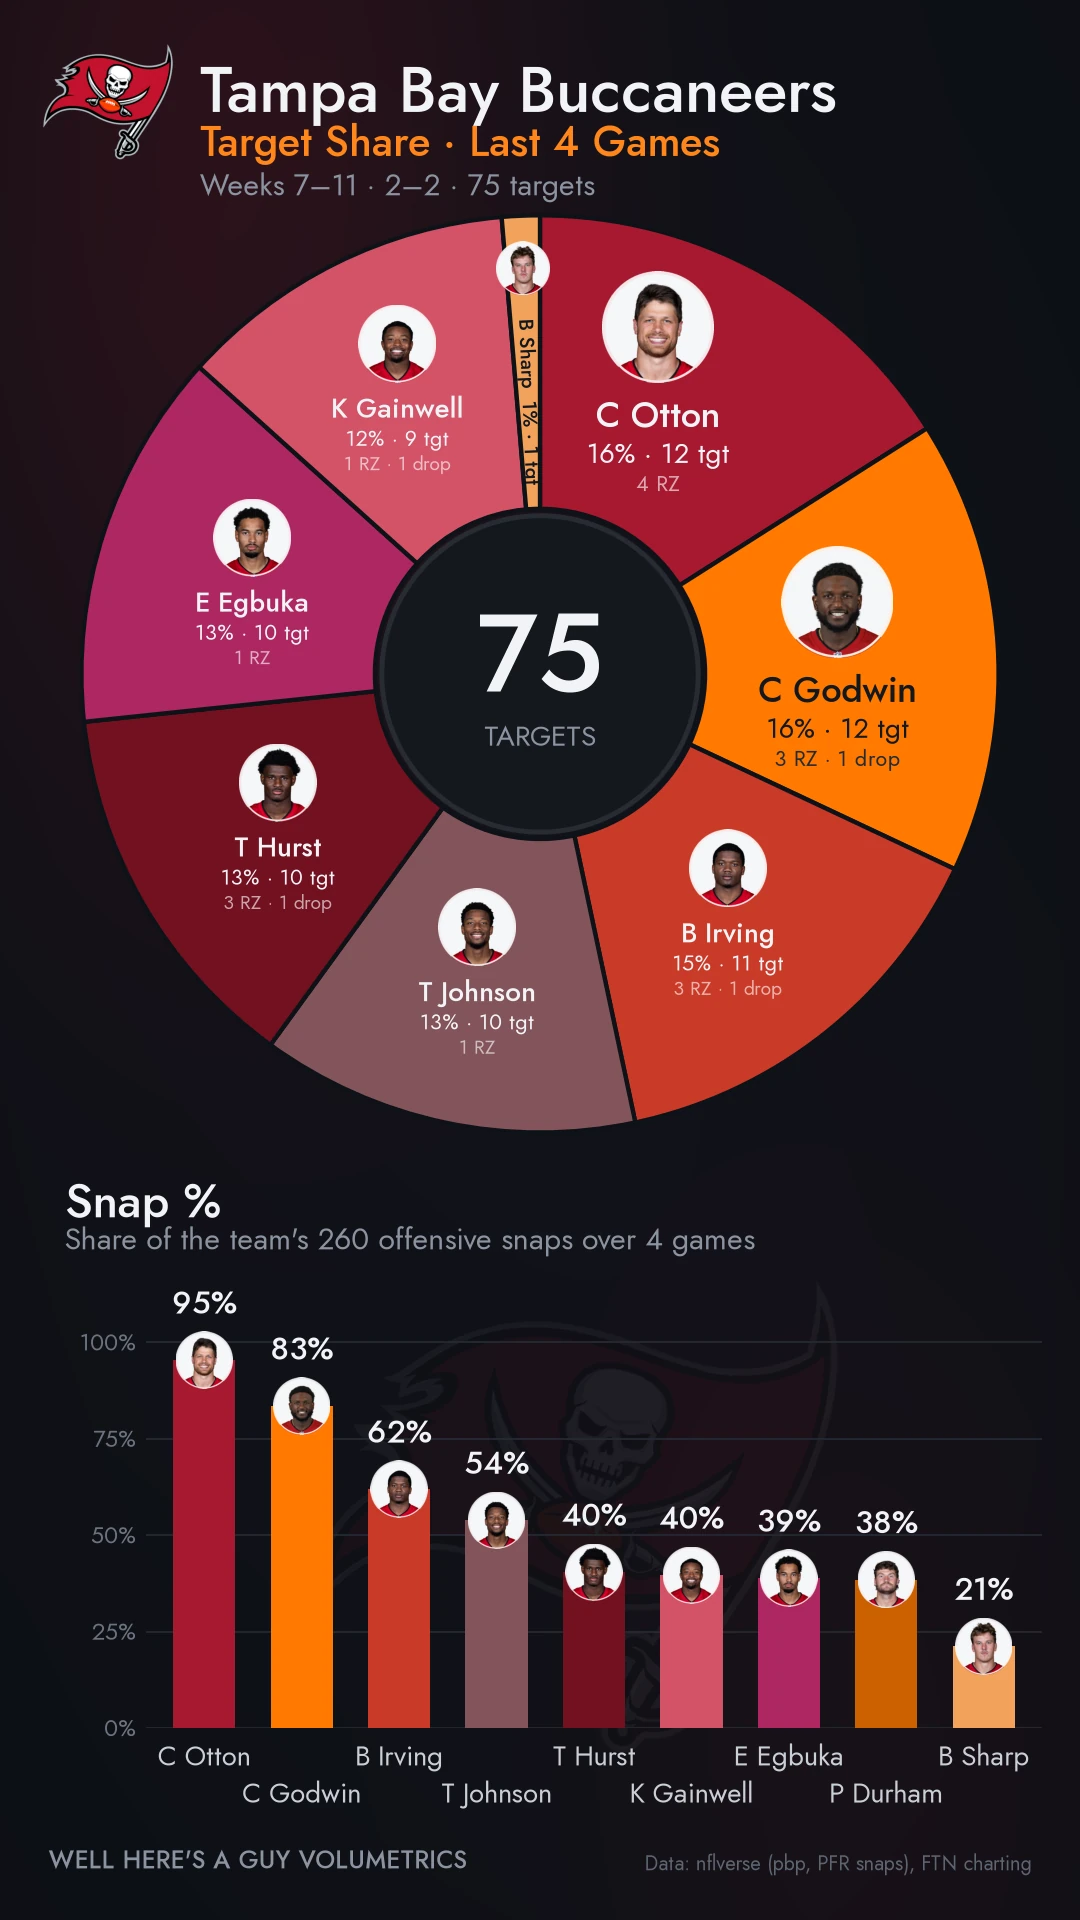 Tampa Bay Buccaneers
Target Share · Last 4 Games
Weeks 7–11 · 2–2 · 75 targets
B Sharp 1% · 1 tgt
C Otton
16% · 12 tgt
4 RZ
K Gainwell
12% · 9 tgt
1 RZ · 1 drop
E Egbuka
13% · 10 tgt
1 RZ
75
TARGETS
C Godwin
16% · 12 tgt
3 RZ · 1 drop
T Hurst
13% · 10 tgt
3 RZ · 1 drop
B Irving
15% · 11 tgt
3 RZ · 1 drop
T Johnson
13% · 10 tgt
1 RZ
Snap %
Share of the team's 260 offensive snaps over 4 games
95%
83%
62%
54%
40%
40%
39%
38%
21%
100%
75%
50%
25%
0%
C Otton
C Godwin
B Irving
T Johnson
T Hurst
K Gainwell
E Egbuka
P Durham
B Sharp
WELL HERE'S A GUY VOLUMETRICS
Data: nflverse (pbp, PFR snaps), FTN charting